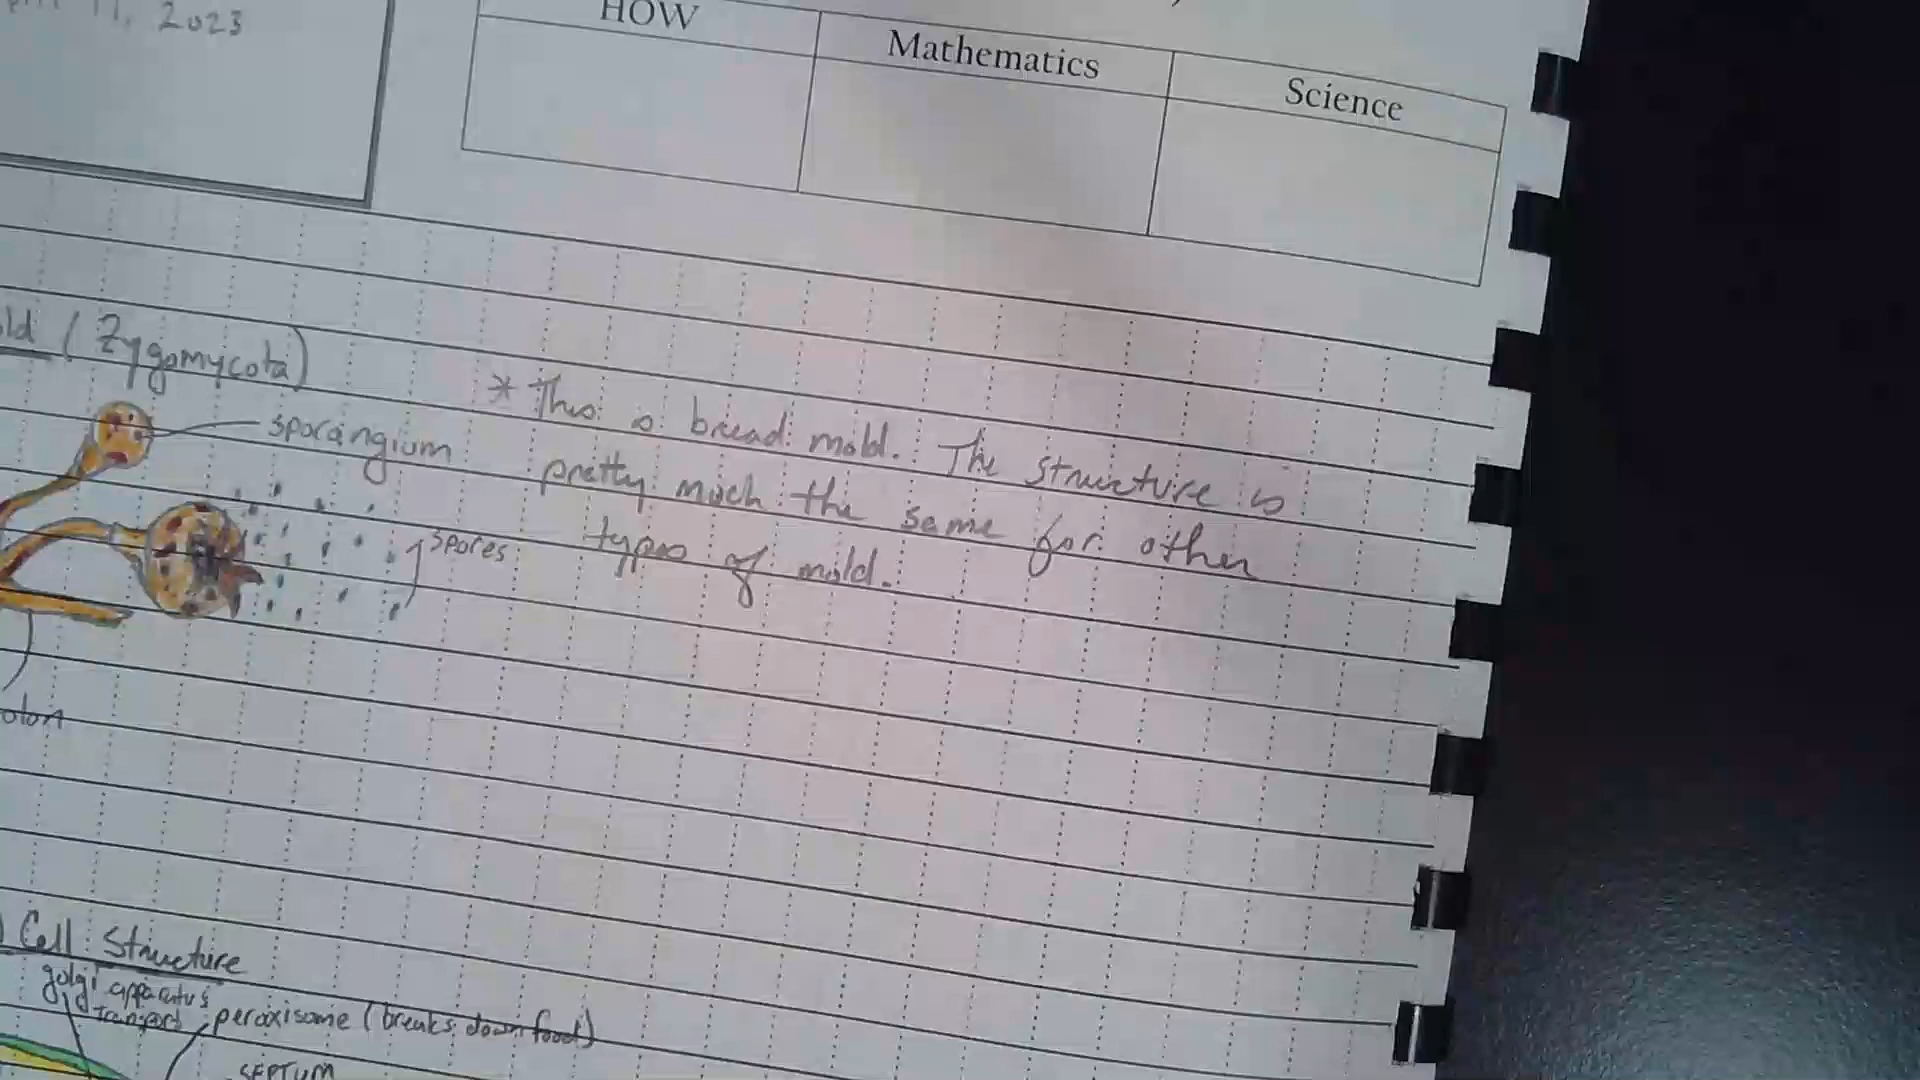 11, 2023
HOW
Mathematics
Science
ld (Zygomycota)
sporangium
* This is bread mold. The structure is
pretty much the same for other
types of mold.
spores
olon
) Cell Structure
golgi apparatus
transport
peroxisome (breaks down food)
SEPTUM